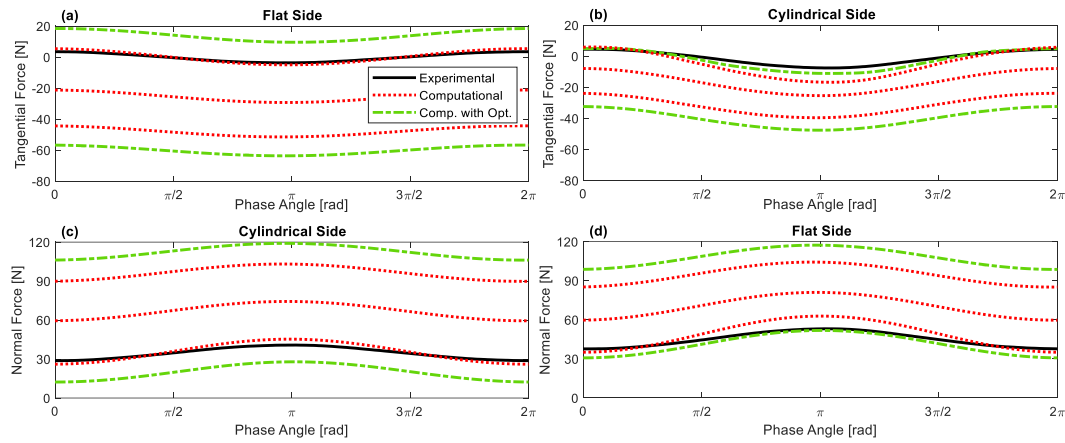 (a) Flat Side
Tangential Force [N]
20
0
-20
-40
-60
-80
Experimental
Computational
Comp. with Opt.
0 π/2 π 3π/2 2π
Phase Angle [rad]
(b) Cylindrical Side
Tangential Force [N]
20
0
-20
-40
-60
-80
0 π/2 π 3π/2 2π
Phase Angle [rad]
(c) Cylindrical Side
Normal Force [N]
120
90
60
30
0
0 π/2 π 3π/2 2π
Phase Angle [rad]
(d) Flat Side
Normal Force [N]
120
90
60
30
0
0 π/2 π 3π/2 2π
Phase Angle [rad]